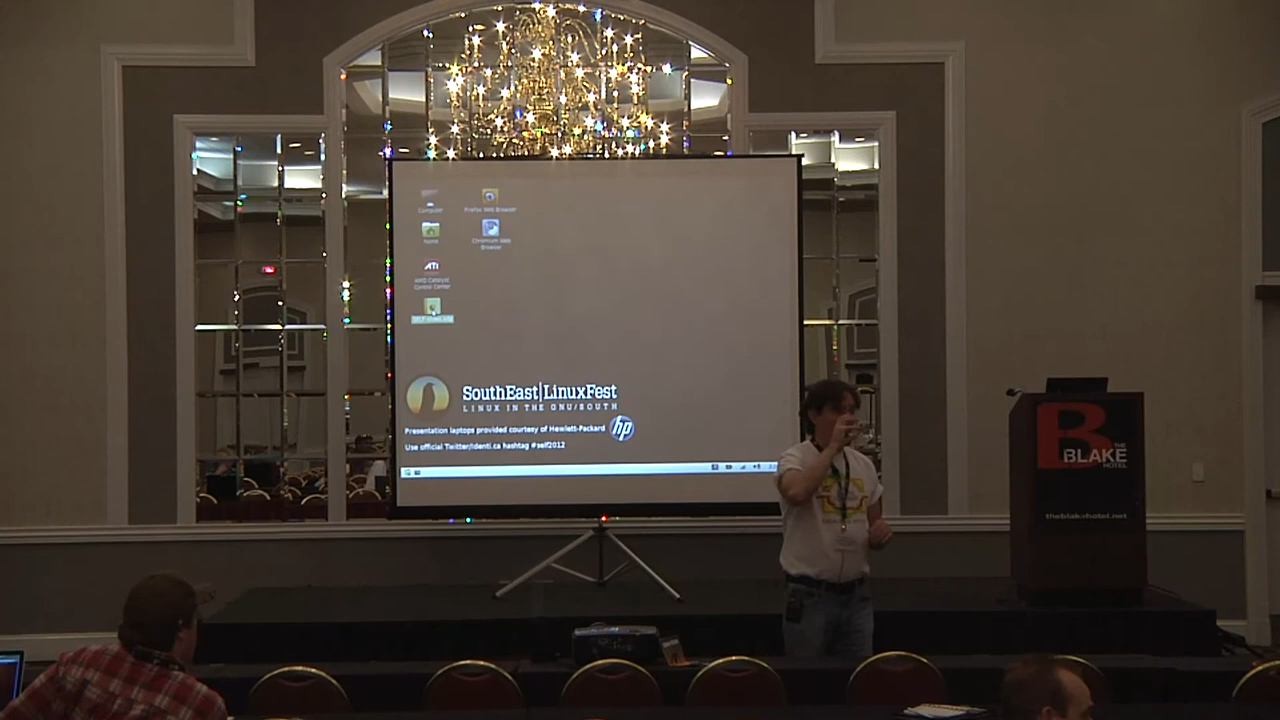 Computer
Firefox Web Browser
Home
Chromium Web
Browser
ATI
AMD Catalyst
Control Center
SouthEast|LinuxFest
LINUX IN THE GNU/SOUTH
Presentation laptops provided courtesy of Hewlett-Packard
hp
Use official Twitter/identi.ca hashtag #self2012
B
THE
BLAKE
HOTEL
theblakehotel.net